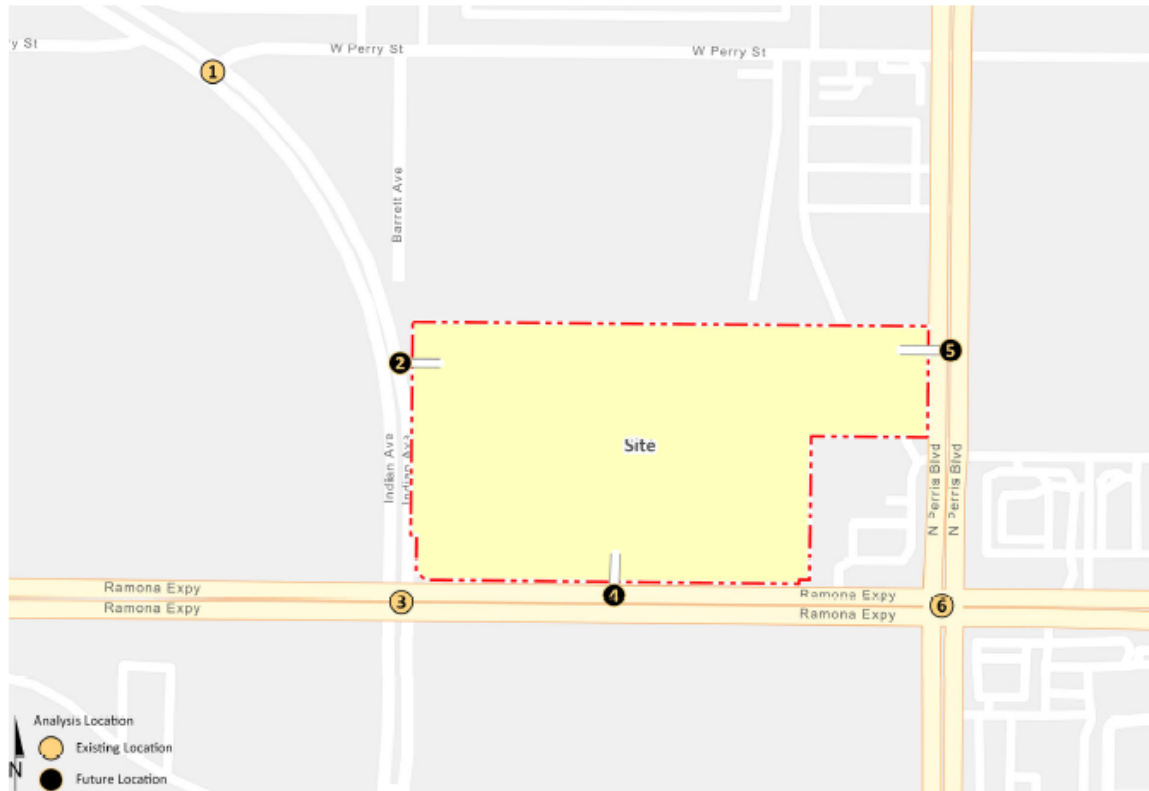 ry St
W Perry St
W Perry St
1
Barrett Ave
2
5
Site
Indian Ave
Indian Ave
N Perris Blvd
N Perris Blvd
Ramona Expy
Ramona Expy
3
4
Ramona Expy
Ramona Expy
6
Analysis Location
Existing Location
Future Location
N